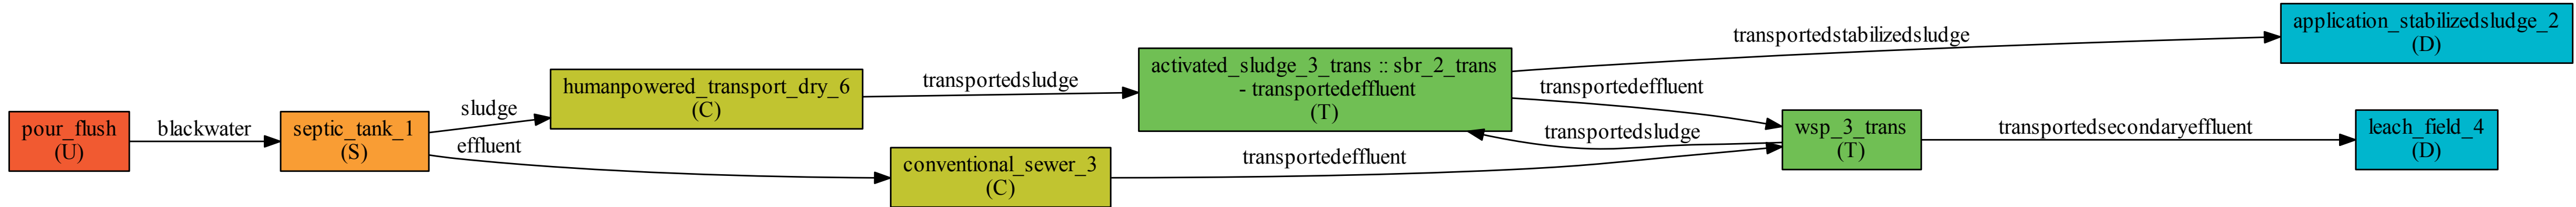 pour_flush
(U)
blackwater
septic_tank_1
(S)
sludge
effluent
humanpowered_transport_dry_6
(C)
conventional_sewer_3
(C)
transportedsludge
transportedeffluent
activated_sludge_3_trans :: sbr_2_trans
- transportedeffluent
(T)
transportedstabilizedsludge
transportedeffluent
transportedsludge
wsp_3_trans
(T)
transportedsecondaryeffluent
application_stabilizedsludge_2
(D)
leach_field_4
(D)